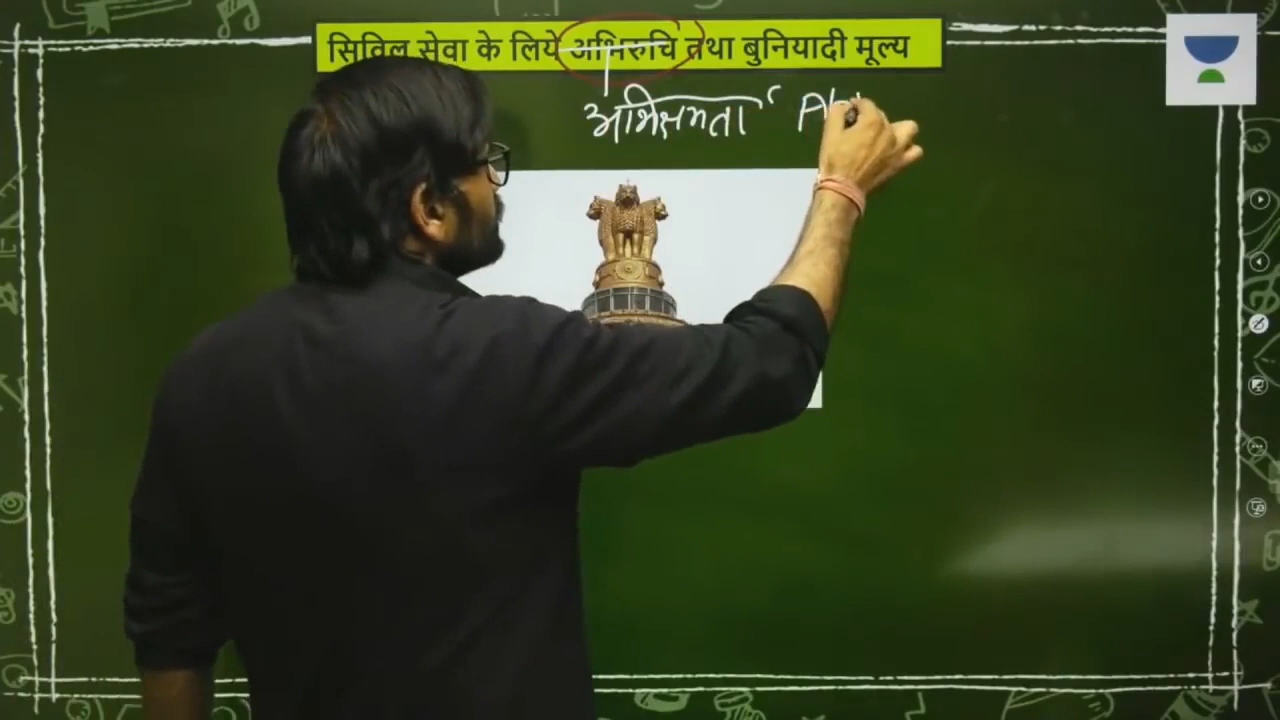 सिविल सेवा के लिये अभिरुचि तथा बुनियादी मूल्य
अभिक्षमता